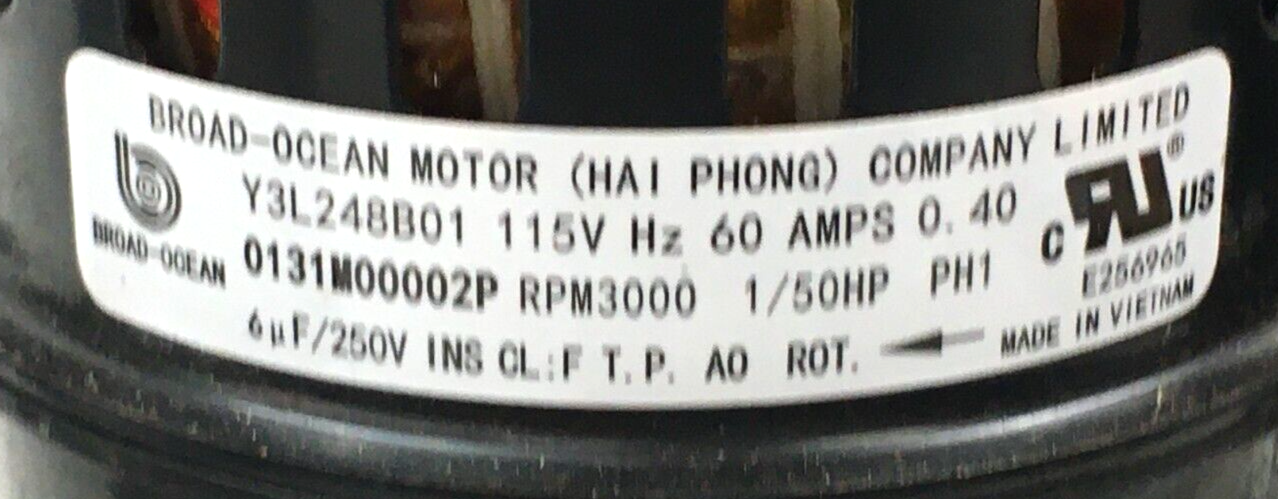 BROAD-OCEAN MOTOR (HAI PHONG) COMPANY LIMITED
BROAD-OCEAN
Y3L248B01 115V Hz 60 AMPS 0.40
0131M00002P RPM3000 1/50HP PH1
6µF/250V INS CL:F T.P. AO ROT.
C RU® US
E256965
MADE IN VIETNAM